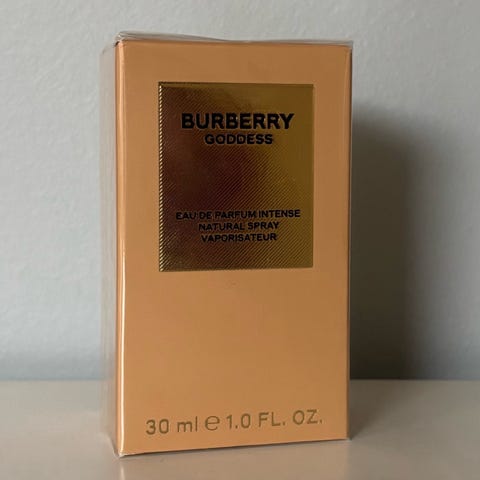 BURBERRY
GODDESS
EAU DE PARFUM INTENSE
NATURAL SPRAY
VAPORISATEUR
30 ml ℮ 1.0 FL. OZ.